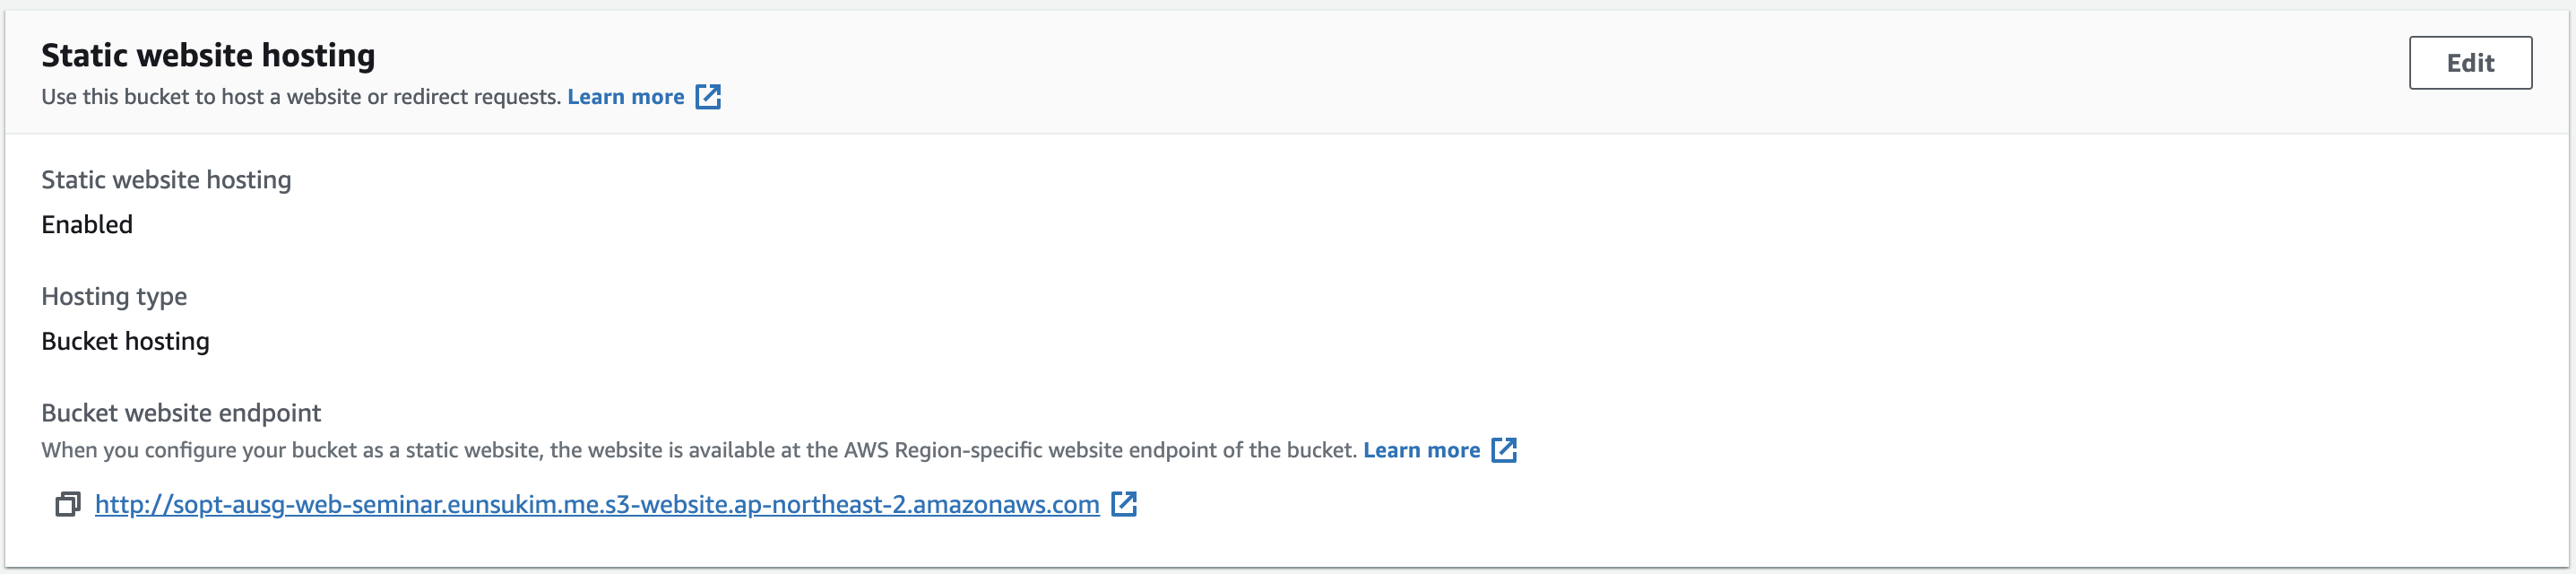 Static website hosting
Edit
Use this bucket to host a website or redirect requests. Learn more
Static website hosting
Enabled
Hosting type
Bucket hosting
Bucket website endpoint
When you configure your bucket as a static website, the website is available at the AWS Region-specific website endpoint of the bucket. Learn more
http://sopt-ausg-web-seminar.eunsukim.me.s3-website.ap-northeast-2.amazonaws.com